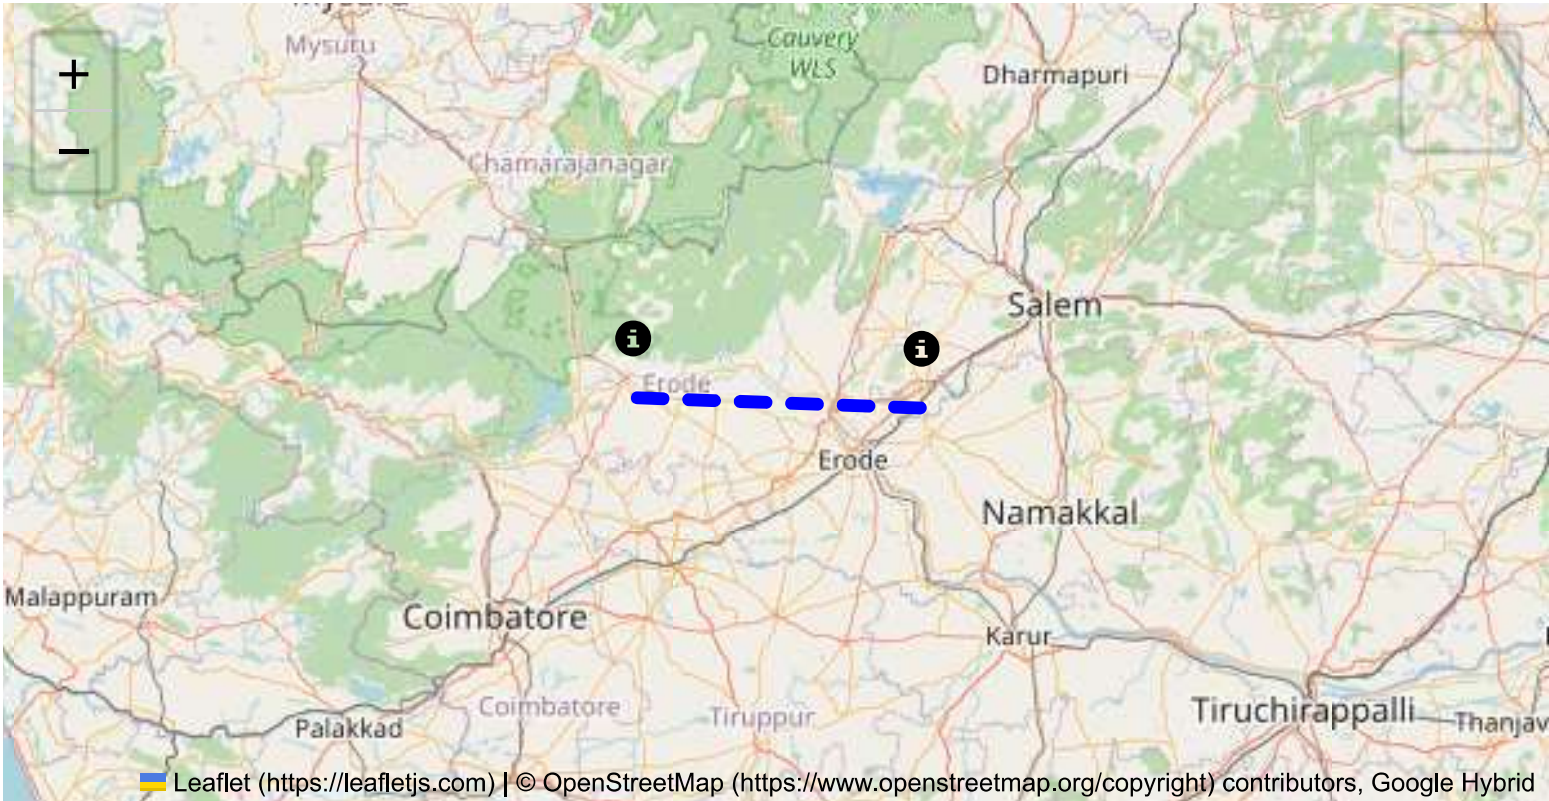 Mysuru
Cauvery
WLS
Dharmapuri
+
−
Chamarajanagar
Salem
i
i
Erode
Erode
Namakkal
Malappuram
Coimbatore
Karur
Coimbatore
Tiruppur
Tiruchirappalli
Thanjav
Palakkad
Leaflet (https://leafletjs.com) | © OpenStreetMap (https://www.openstreetmap.org/copyright) contributors, Google Hybrid